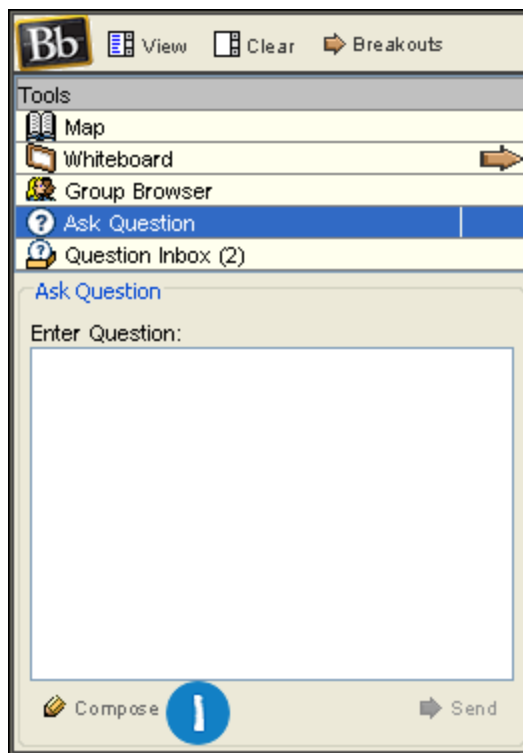 Bb View Clear Breakouts
Tools
Map
Whiteboard
Group Browser
Ask Question
Question Inbox (2)
Ask Question
Enter Question:
Compose 1 Send